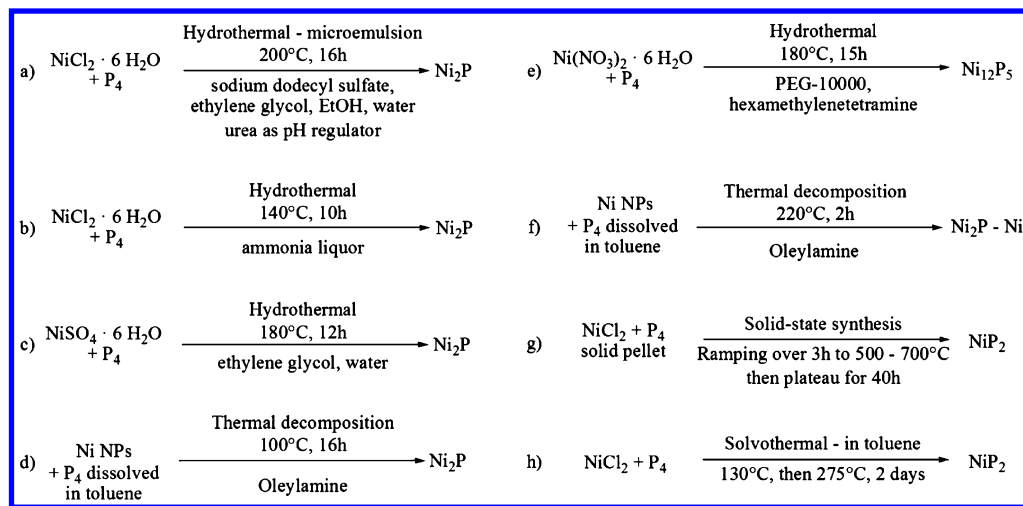 a) NiCl2 · 6 H2O
+ P4
Hydrothermal - microemulsion
200°C, 16h
sodium dodecyl sulfate,
ethylene glycol, EtOH, water
urea as pH regulator
Ni2P
b) NiCl2 · 6 H2O
+ P4
Hydrothermal
140°C, 10h
ammonia liquor
Ni2P
c) NiSO4 · 6 H2O
+ P4
Hydrothermal
180°C, 12h
ethylene glycol, water
Ni2P
d) Ni NPs
+ P4 dissolved
in toluene
Thermal decomposition
100°C, 16h
Oleylamine
Ni2P
e) Ni(NO3)2 · 6 H2O
+ P4
Hydrothermal
180°C, 15h
PEG-10000,
hexamethylenetetramine
Ni12P5
f) Ni NPs
+ P4 dissolved
in toluene
Thermal decomposition
220°C, 2h
Oleylamine
Ni2P - Ni
g) NiCl2 + P4
solid pellet
Solid-state synthesis
Ramping over 3h to 500 - 700°C
then plateau for 40h
NiP2
h) NiCl2 + P4
Solvothermal - in toluene
130°C, then 275°C, 2 days
NiP2